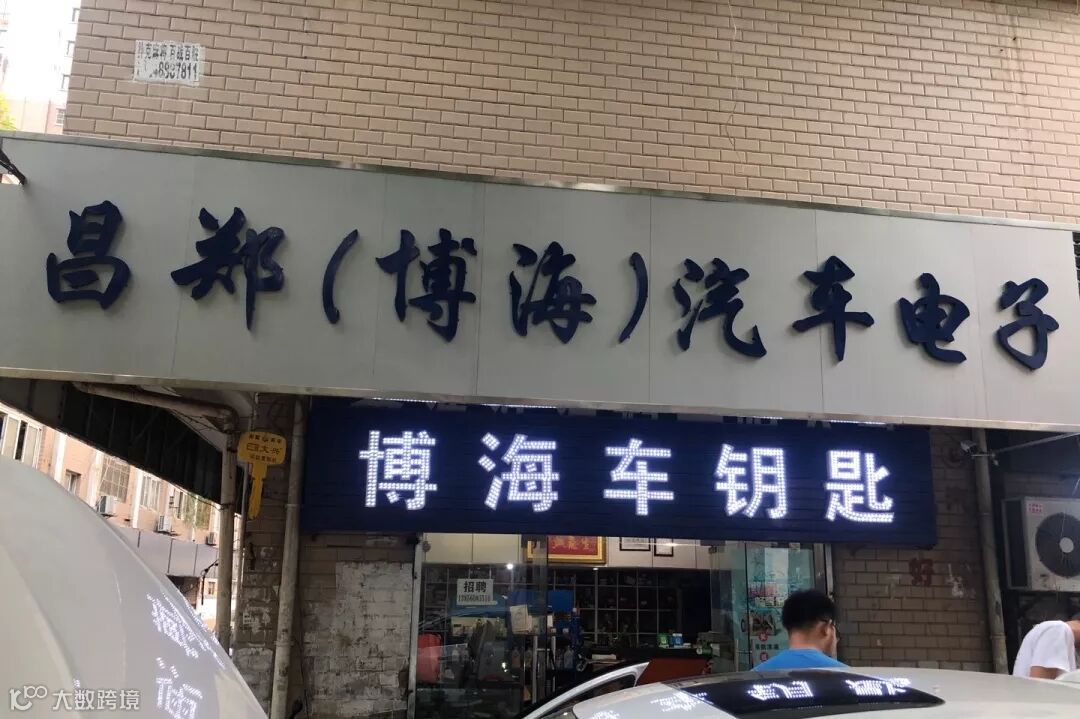 昌郑(博海)汽车电子
博海车钥匙
招聘
大数跨境